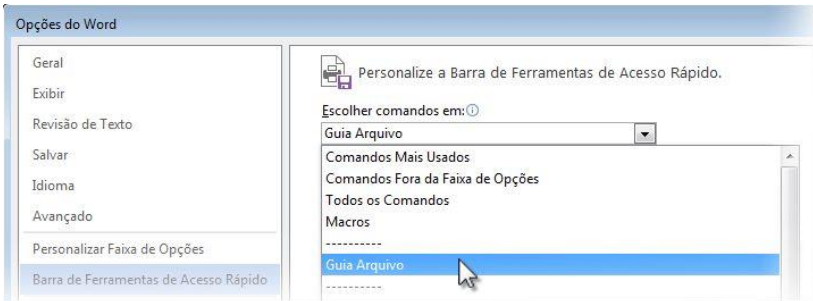 Opções do Word
Geral
Exibir
Revisão de Texto
Salvar
Idioma
Avançado
Personalizar Faixa de Opções
Barra de Ferramentas de Acesso Rápido
Personalize a Barra de Ferramentas de Acesso Rápido.
Escolher comandos em:
Guia Arquivo
Comandos Mais Usados
Comandos Fora da Faixa de Opções
Todos os Comandos
Macros
----------
Guia Arquivo
----------